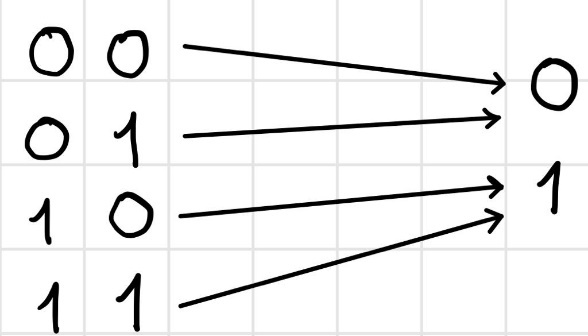 0 0 → 0
0 1 →
1 0 → 1
1 1 →